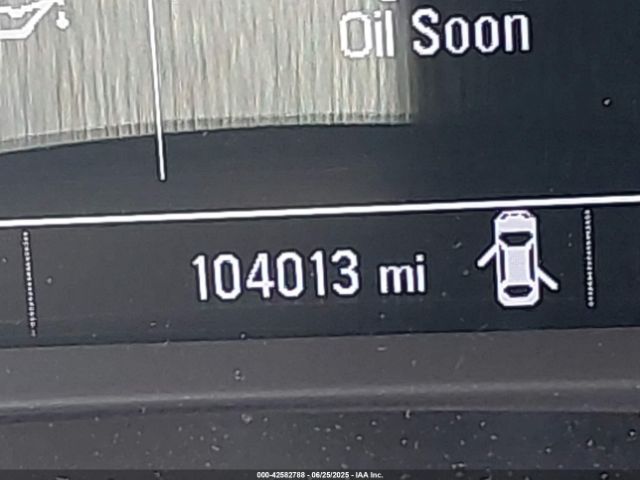 Oil Soon
104013 mi
000-42582788 - 06/25/2025 - IAA Inc.